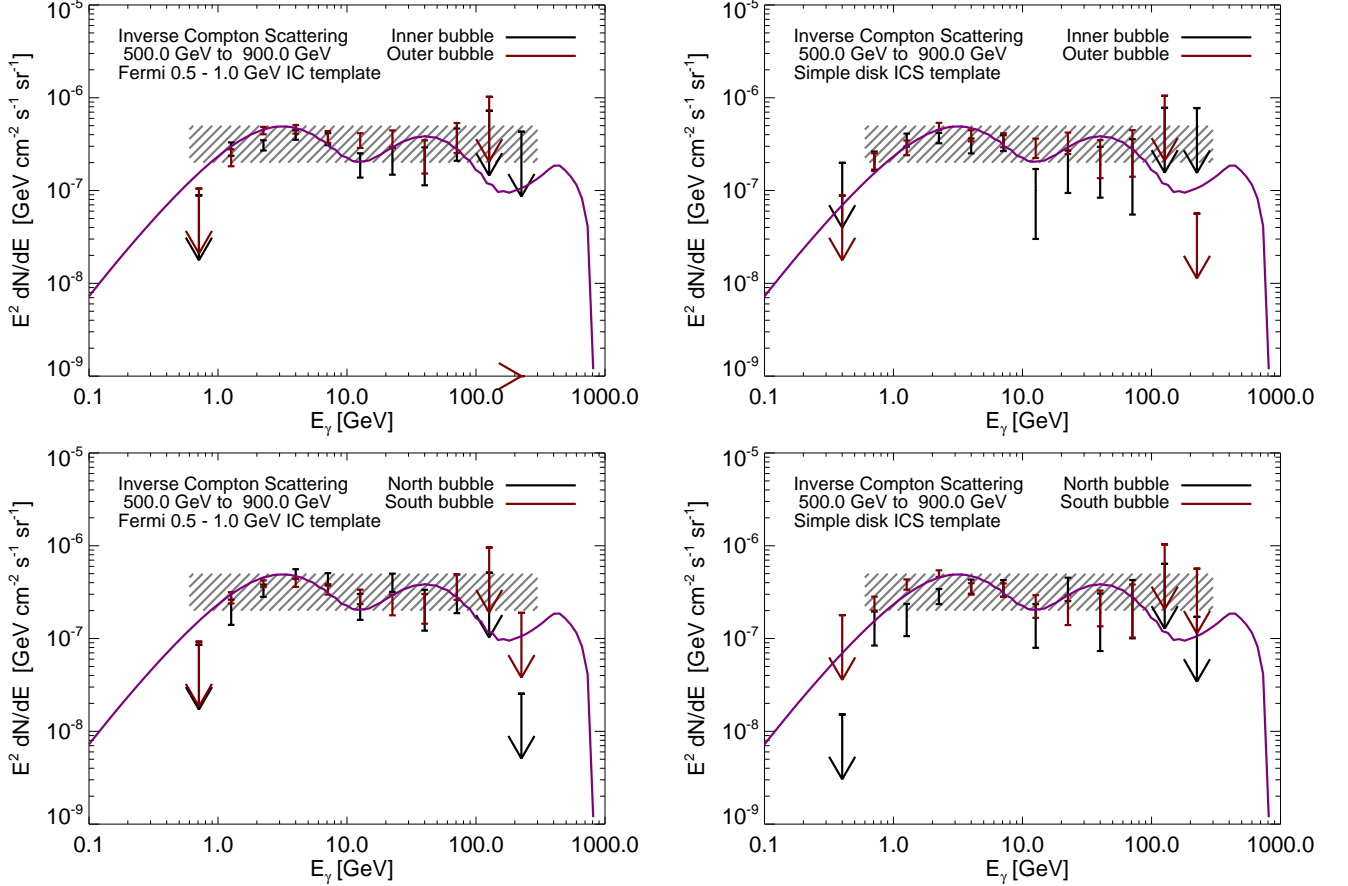 10^-5
10^-6
10^-7
10^-8
10^-9
E^2 dN/dE [GeV cm^-2 s^-1 sr^-1]
Inverse Compton Scattering
500.0 GeV to 900.0 GeV
Fermi 0.5 - 1.0 GeV IC template
Inner bubble
Outer bubble
0.1 1.0 10.0 100.0 1000.0
E_γ [GeV]
10^-5
10^-6
10^-7
10^-8
10^-9
E^2 dN/dE [GeV cm^-2 s^-1 sr^-1]
Inverse Compton Scattering
500.0 GeV to 900.0 GeV
Simple disk ICS template
Inner bubble
Outer bubble
0.1 1.0 10.0 100.0 1000.0
E_γ [GeV]
10^-5
10^-6
10^-7
10^-8
10^-9
E^2 dN/dE [GeV cm^-2 s^-1 sr^-1]
Inverse Compton Scattering
500.0 GeV to 900.0 GeV
Fermi 0.5 - 1.0 GeV IC template
North bubble
South bubble
0.1 1.0 10.0 100.0 1000.0
E_γ [GeV]
10^-5
10^-6
10^-7
10^-8
10^-9
E^2 dN/dE [GeV cm^-2 s^-1 sr^-1]
Inverse Compton Scattering
500.0 GeV to 900.0 GeV
Simple disk ICS template
North bubble
South bubble
0.1 1.0 10.0 100.0 1000.0
E_γ [GeV]